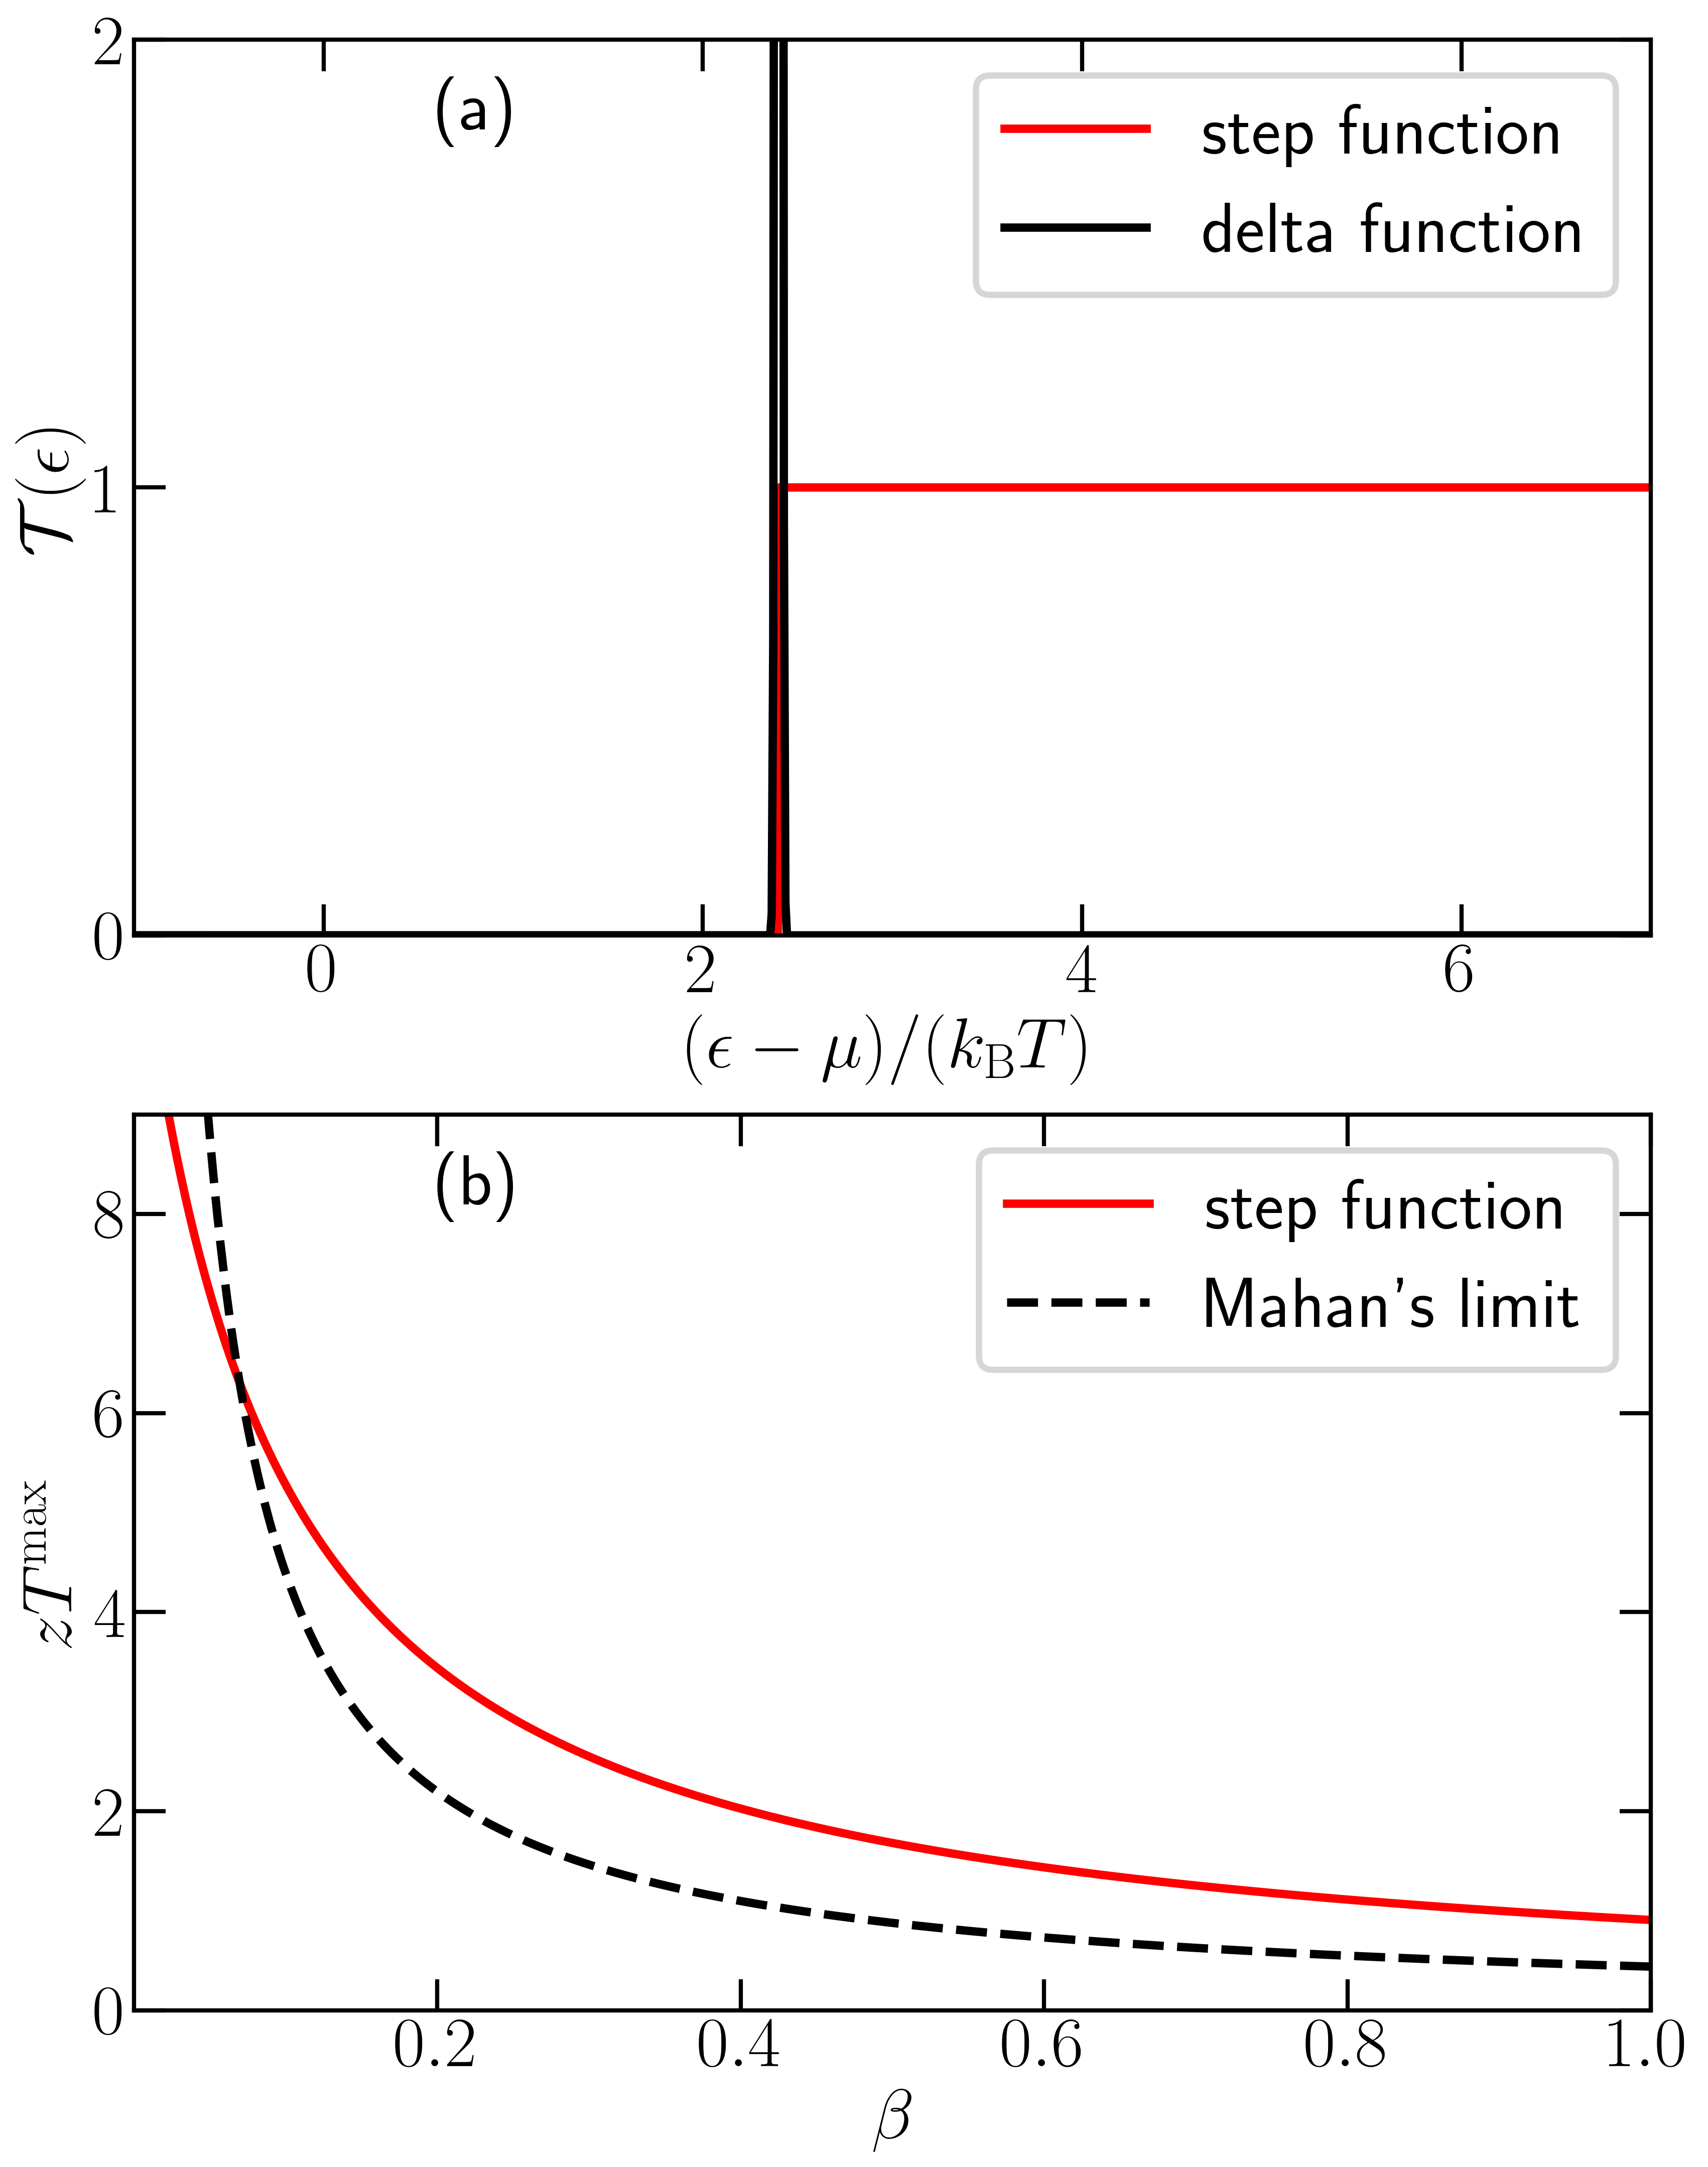 2
(a)
step function
delta function
𝒯(ϵ)
1
0
0 2 4 6
(ϵ − μ)/(k_B T)
(b)
step function
Mahan's limit
8
6
zT^max
4
2
0
0.2 0.4 0.6 0.8 1.0
β